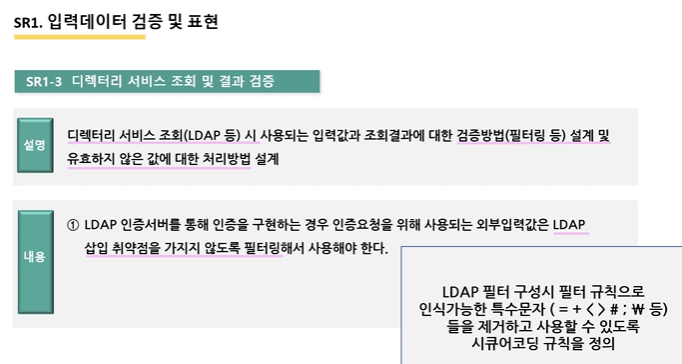 SR1. 입력데이터 검증 및 표현
SR1-3 디렉터리 서비스 조회 및 결과 검증
설명
디렉터리 서비스 조회(LDAP 등) 시 사용되는 입력값과 조회결과에 대한 검증방법(필터링 등) 설계 및
유효하지 않은 값에 대한 처리방법 설계
내용
① LDAP 인증서버를 통해 인증을 구현하는 경우 인증요청을 위해 사용되는 외부입력값은 LDAP
삽입 취약점을 가지지 않도록 필터링해서 사용해야 한다.
LDAP 필터 구성시 필터 규칙으로
인식가능한 특수문자 ( = + < > # ; ₩ 등)
들을 제거하고 사용할 수 있도록
시큐어코딩 규칙을 정의